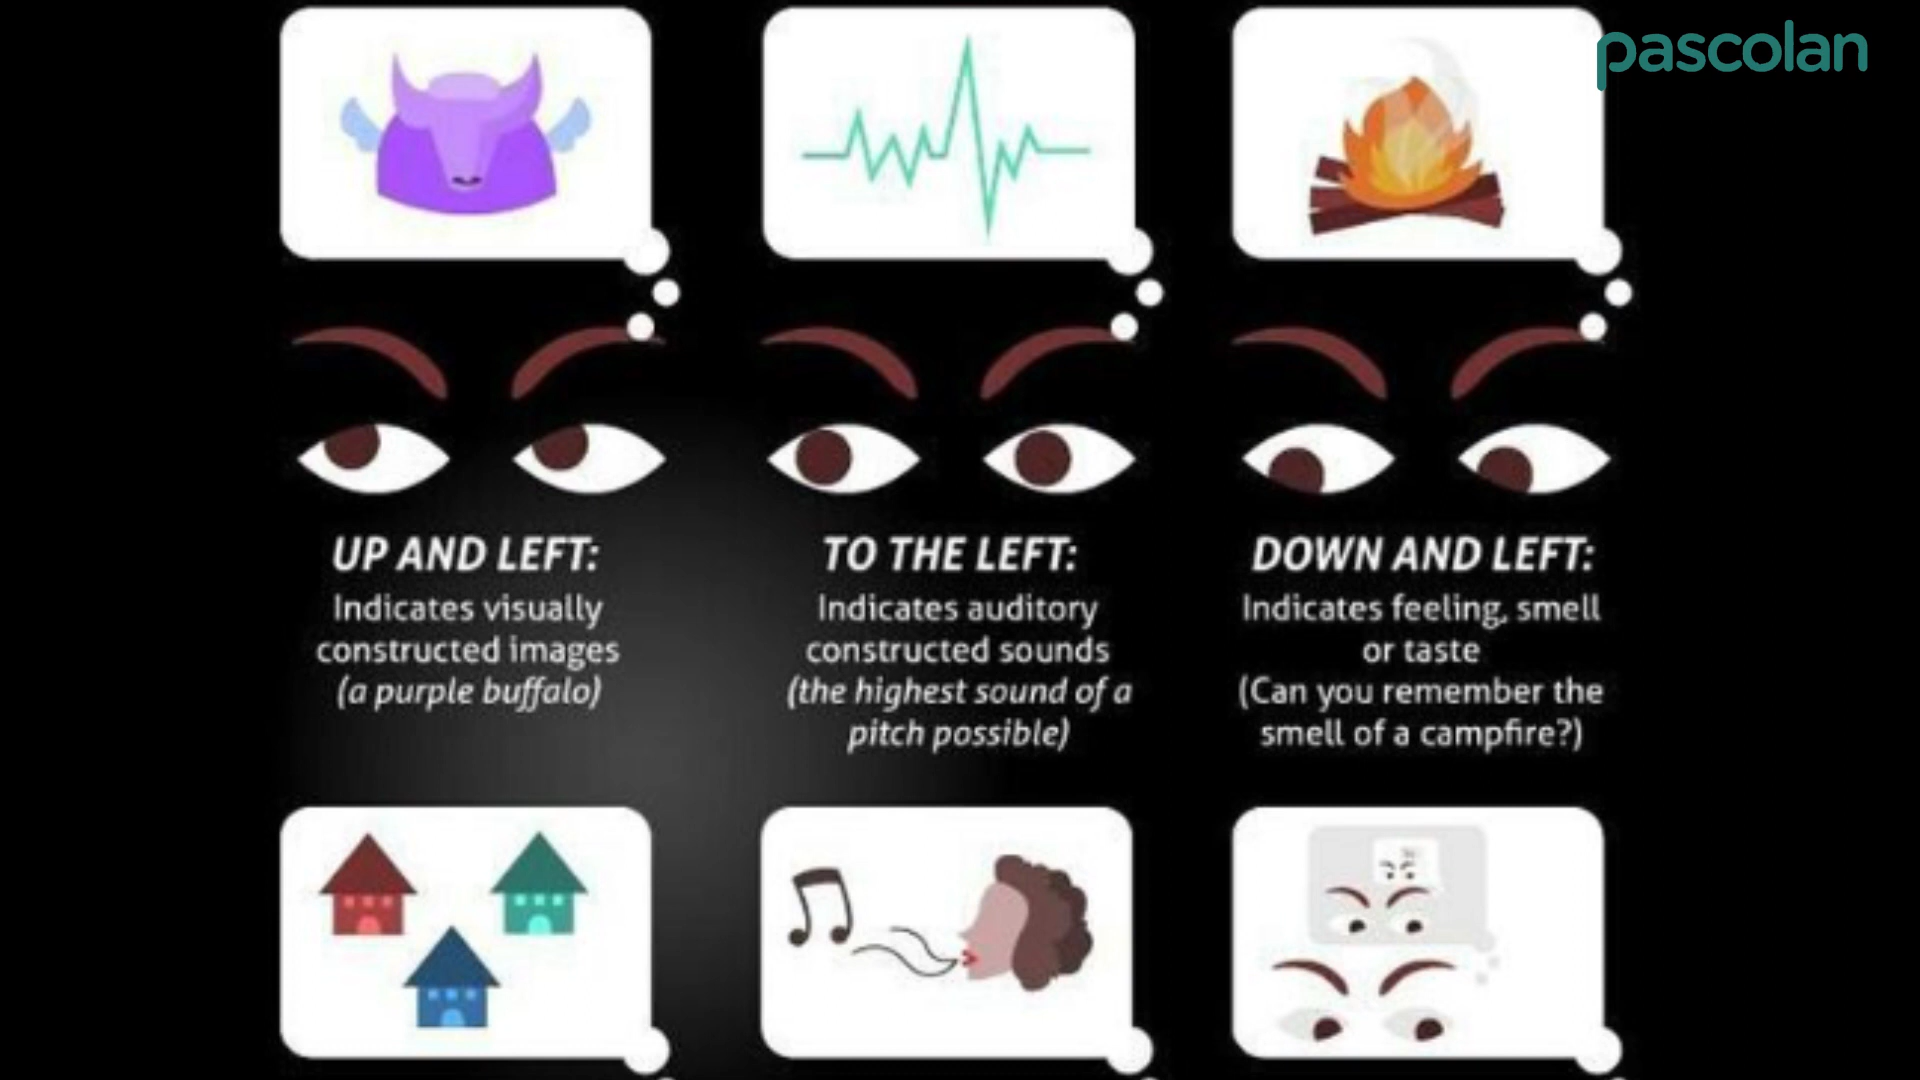 pascolan
UP AND LEFT:
Indicates visually
constructed images
(a purple buffalo)
TO THE LEFT:
Indicates auditory
constructed sounds
(the highest sound of a
pitch possible)
DOWN AND LEFT:
Indicates feeling, smell
or taste
(Can you remember the
smell of a campfire?)